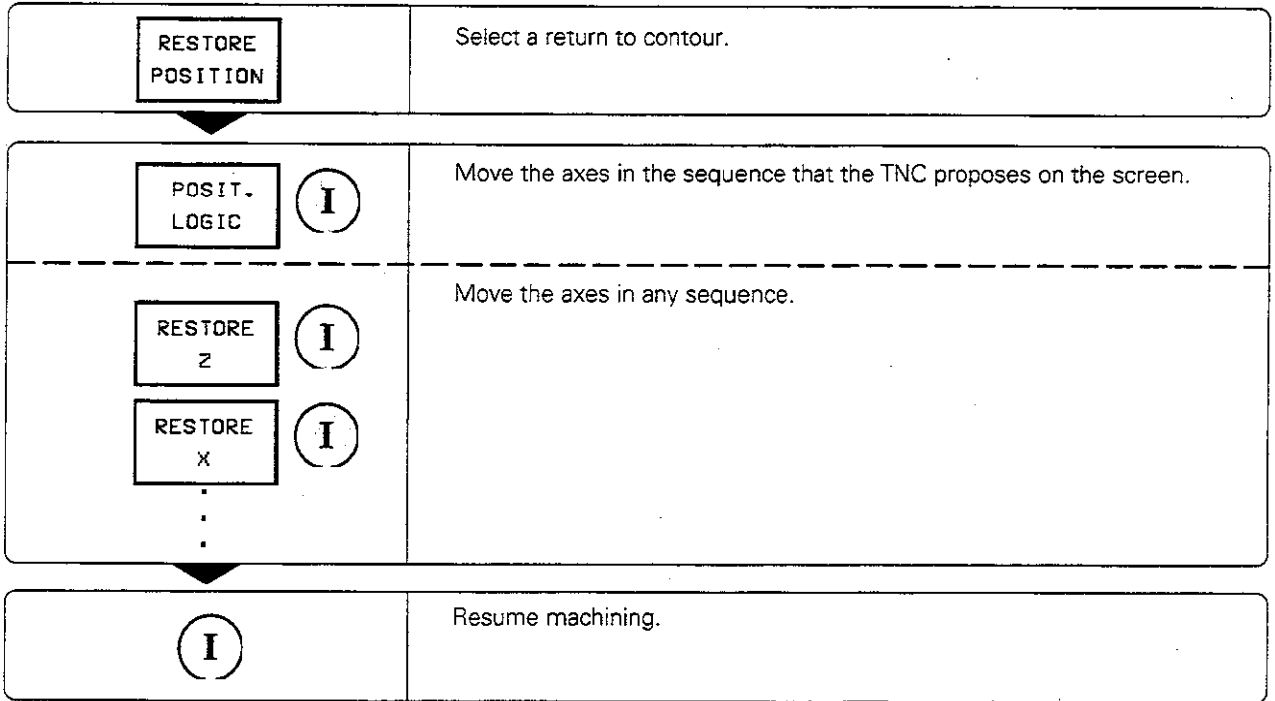 RESTORE
POSITION
Select a return to contour.
POSIT.
LOGIC
I
Move the axes in the sequence that the TNC proposes on the screen.
RESTORE
Z
I
Move the axes in any sequence.
RESTORE
X
I
I
Resume machining.